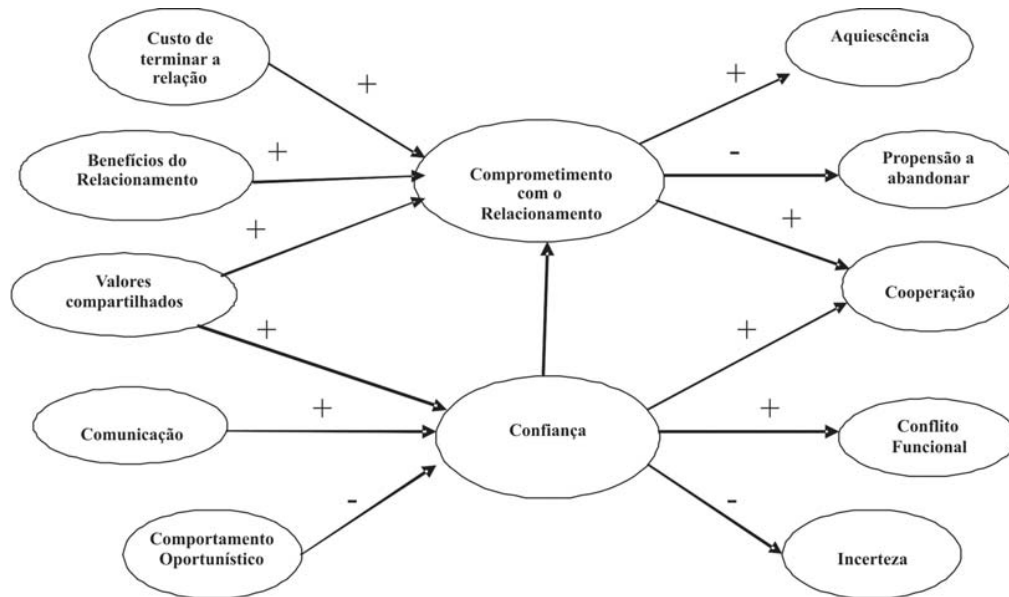 Custo de
terminar a
relação
+
Aquiescência
+
Benefícios do
Relacionamento
+
Comprometimento
com o
Relacionamento
-
Propensão a
abandonar
+
+
Valores
compartilhados
Cooperação
+
+
Comunicação
+
Confiança
+
Conflito
Funcional
-
-
Comportamento
Oportunístico
Incerteza